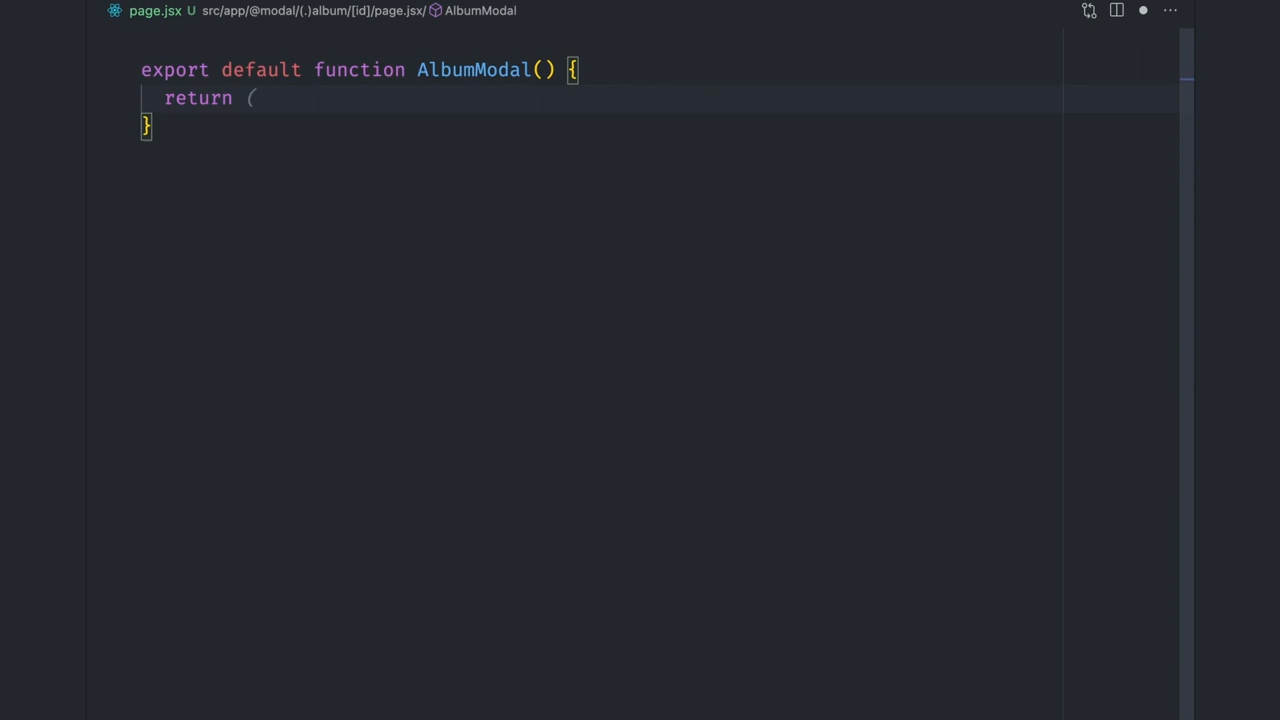 page.jsx U src/app/@modal/(.)album/[id]/page.jsx/ AlbumModal
export default function AlbumModal() {
return (
}